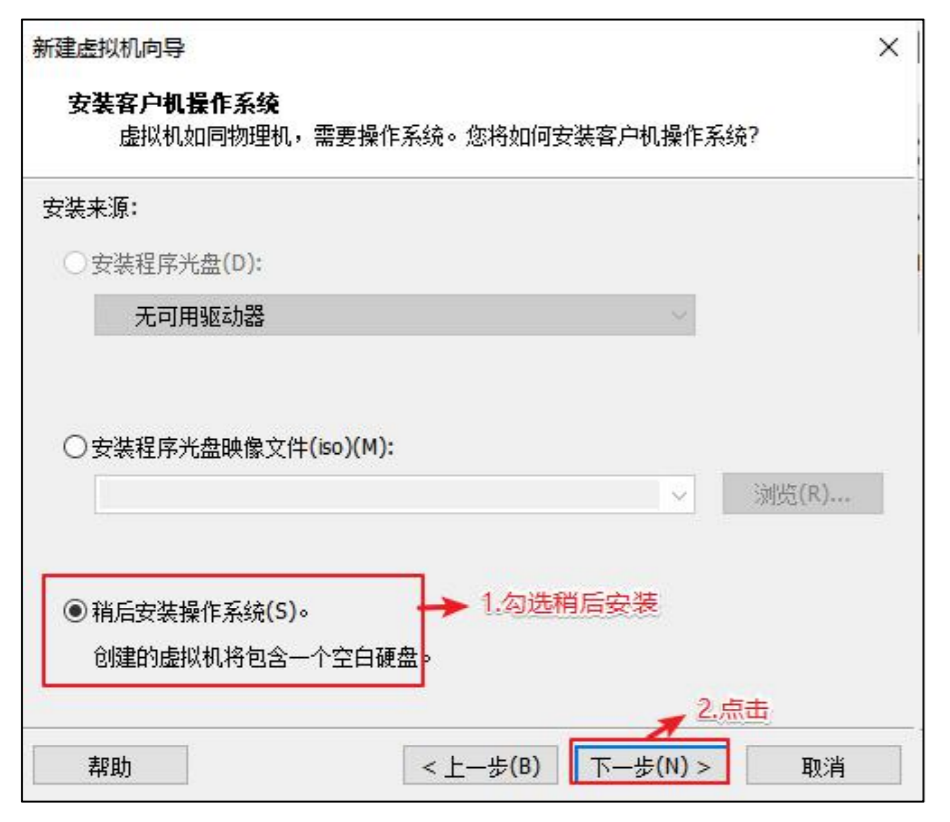 新建虚拟机向导
安装客户机操作系统
虚拟机如同物理机，需要操作系统。您将如何安装客户机操作系统?
安装来源:
安装程序光盘(D):
无可用驱动器
安装程序光盘映像文件(iso)(M):
浏览(R)...
稍后安装操作系统(S)。
1.勾选稍后安装
创建的虚拟机将包含一个空白硬盘。
2.点击
帮助
< 上一步(B)
下一步(N) >
取消